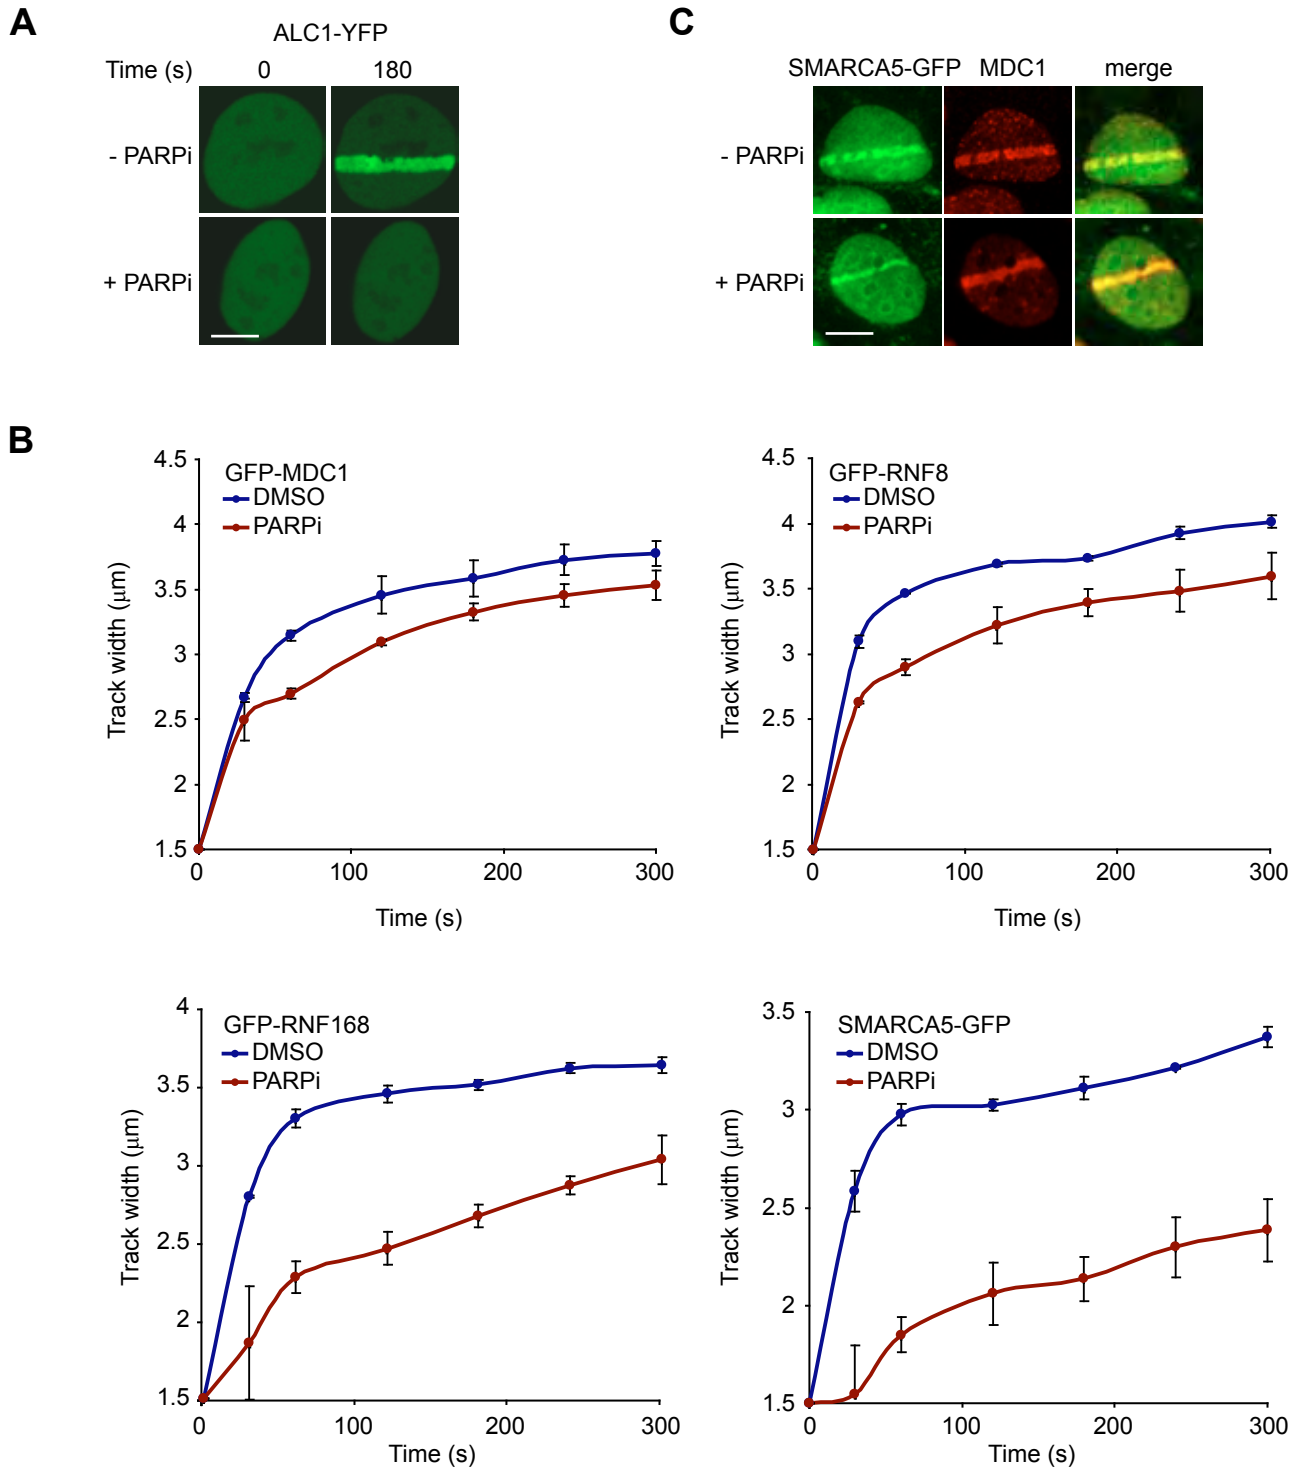 A
ALC1-YFP
Time (s) 0 180
- PARPi
+ PARPi
C
SMARCA5-GFP MDC1 merge
- PARPi
+ PARPi
B
GFP-MDC1
DMSO
PARPi
Track width (μm)
4.5
4
3.5
3
2.5
2
1.5
0 100 200 300
Time (s)
GFP-RNF8
DMSO
PARPi
Track width (μm)
4.5
4
3.5
3
2.5
2
1.5
0 100 200 300
Time (s)
GFP-RNF168
DMSO
PARPi
Track width (μm)
4
3.5
3
2.5
2
1.5
0 100 200 300
Time (s)
SMARCA5-GFP
DMSO
PARPi
Track width (μm)
3.5
3
2.5
2
1.5
0 100 200 300
Time (s)